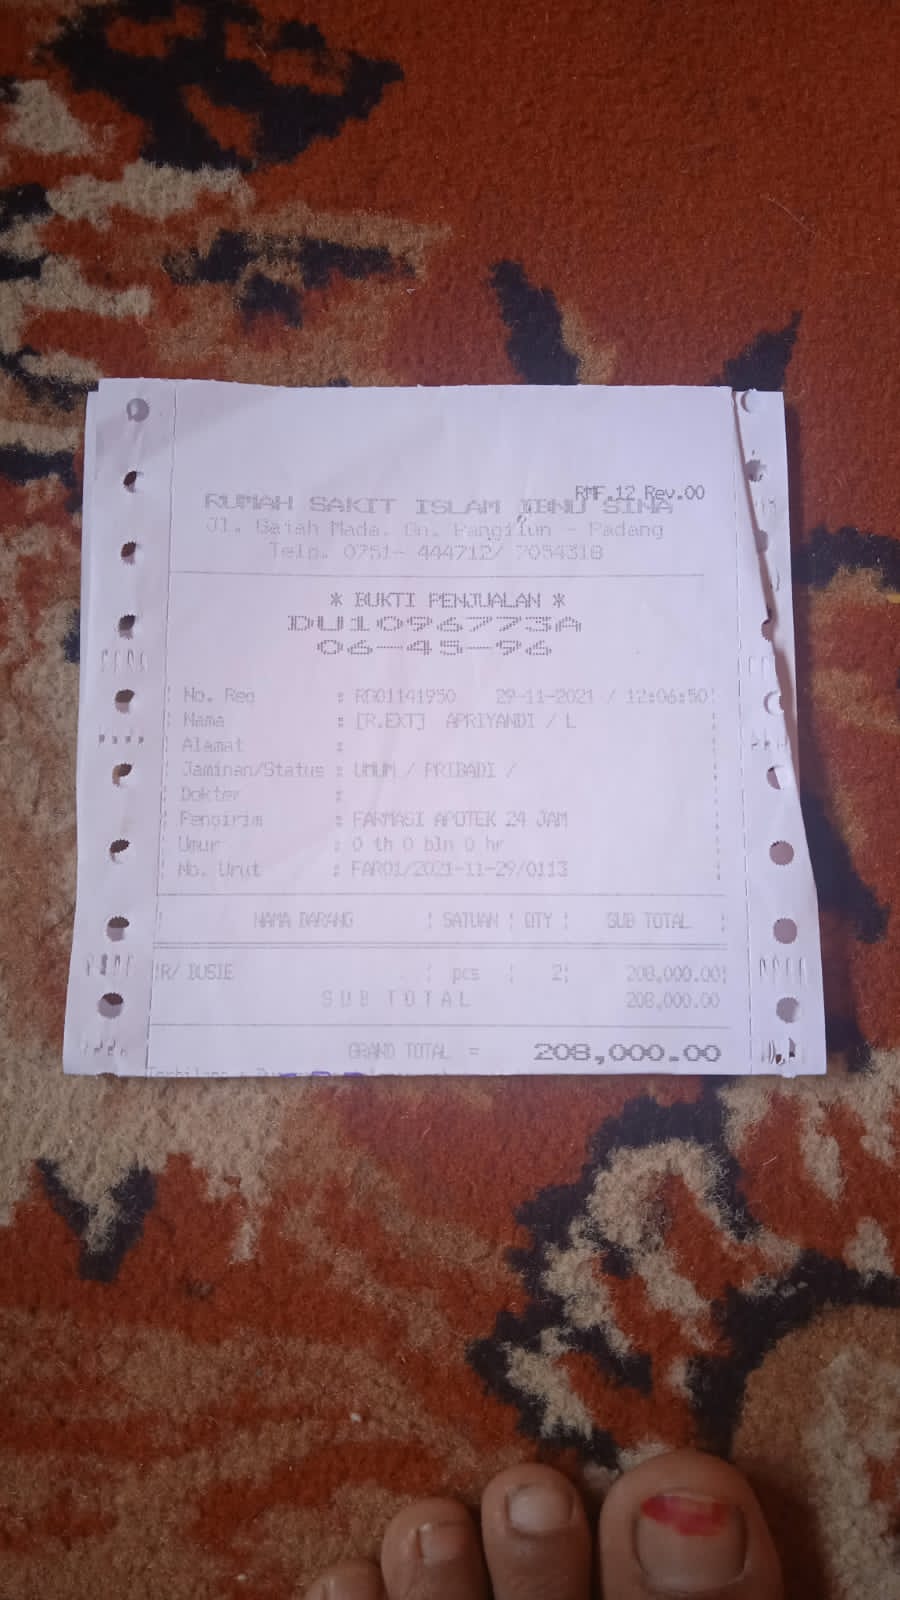 RMF.12 Rev.00
RUMAH SAKIT ISLAM IBNU SINA
Jl. Gajah Mada. Gn. Pangilun - Padang
Telp. 0751- 444712/ 7054318
* BUKTI PENJUALAN *
DU1096773A
06-45-96
No. Reg : RG01141950 29-11-2021 / 12:06:50
Nama : [R.EXT] APRIYANDI / L
Alamat :
Jaminan/Status : UMUM / PRIBADI /
Dokter :
Pengirim : FARMASI APOTEK 24 JAM
Umur : 0 th 0 bln 0 hr
No. Urut : FAR01/2021-11-29/0113
NAMA BARANG SATUAN QTY SUB TOTAL
R/ pcs 2 208,000.00
SUB TOTAL 208,000.00
GRAND TOTAL = 208,000.00